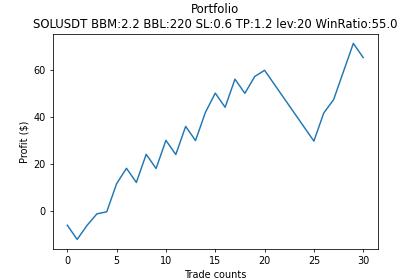 Portfolio
SOLUSDT BBM:2.2 BBL:220 SL:0.6 TP:1.2 lev:20 WinRatio:55.0
Profit ($)
60
40
20
0
0 5 10 15 20 25 30
Trade counts